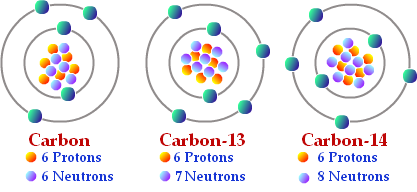 Carbon
6 Protons
6 Neutrons
Carbon-13
6 Protons
7 Neutrons
Carbon-14
6 Protons
8 Neutrons